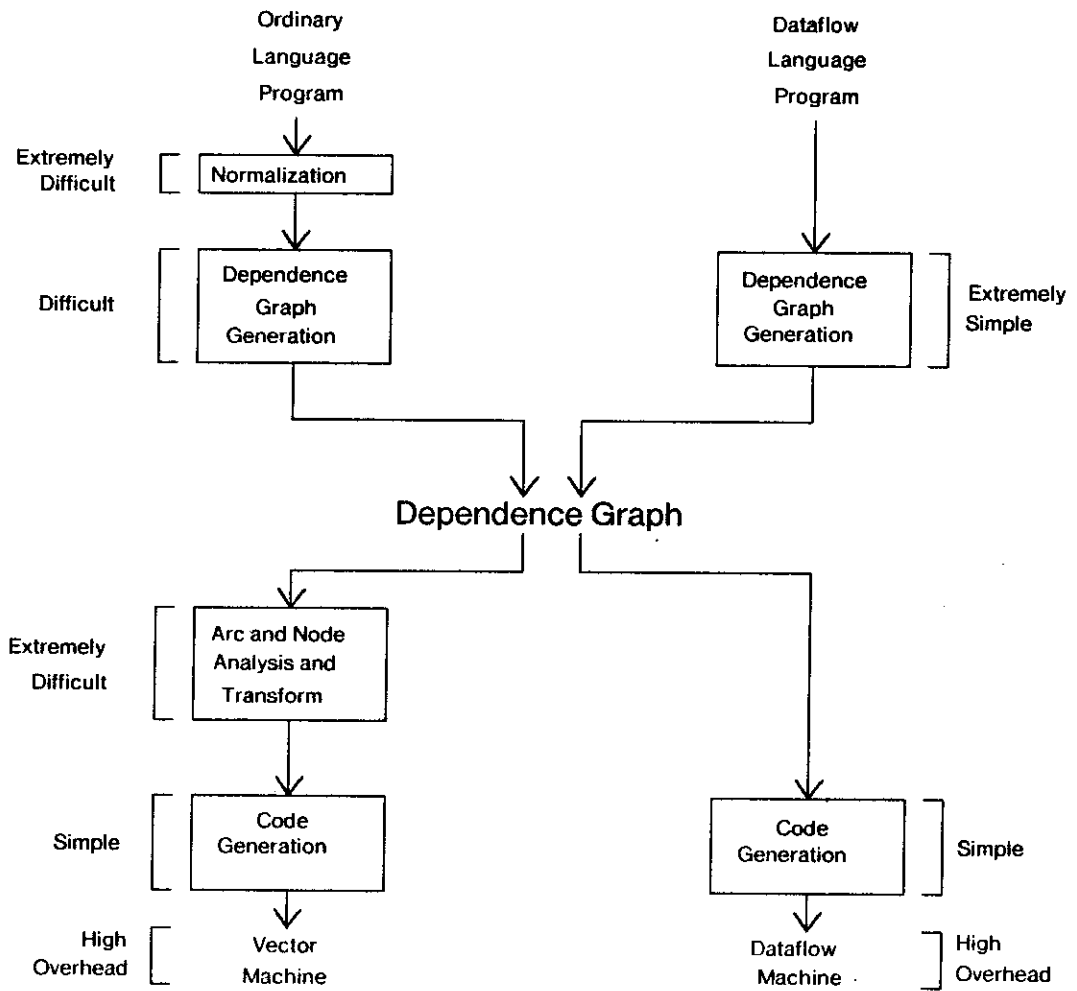 Ordinary
Language
Program
Dataflow
Language
Program
Extremely
Difficult
Normalization
Difficult
Dependence
Graph
Generation
Dependence
Graph
Generation
Extremely
Simple
Dependence Graph
Extremely
Difficult
Arc and Node
Analysis and
Transform
Simple
Code
Generation
Code
Generation
Simple
High
Overhead
Vector
Machine
Dataflow
Machine
High
Overhead